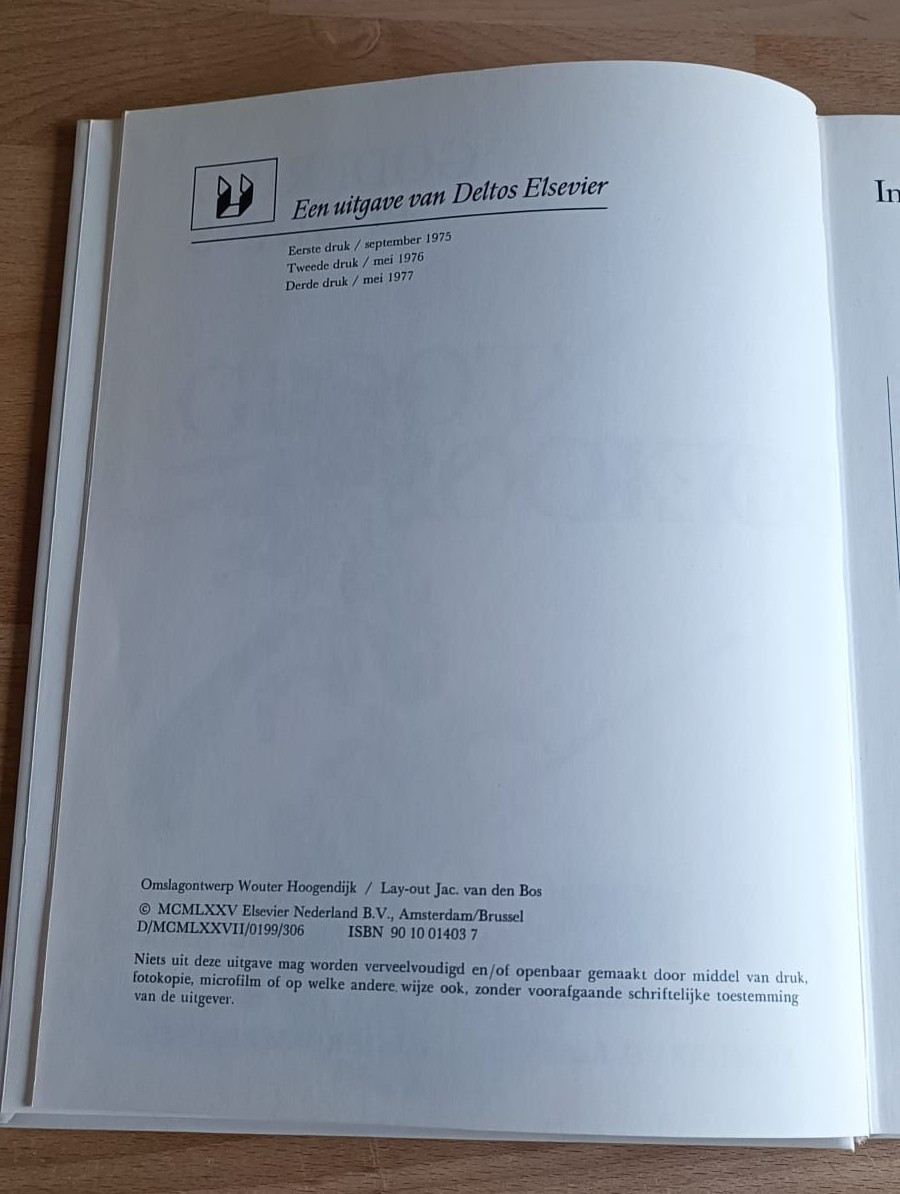 Een uitgave van Deltos Elsevier
Eerste druk / september 1975
Tweede druk / mei 1976
Derde druk / mei 1977
In
Omslagontwerp Wouter Hoogendijk / Lay-out Jac. van den Bos
© MCMLXXV Elsevier Nederland B.V., Amsterdam/Brussel
D/MCMLXXVII/0199/306 ISBN 90 10 01403 7
Niets uit deze uitgave mag worden verveelvoudigd en/of openbaar gemaakt door middel van druk,
fotokopie, microfilm of op welke andere wijze ook, zonder voorafgaande schriftelijke toestemming
van de uitgever.